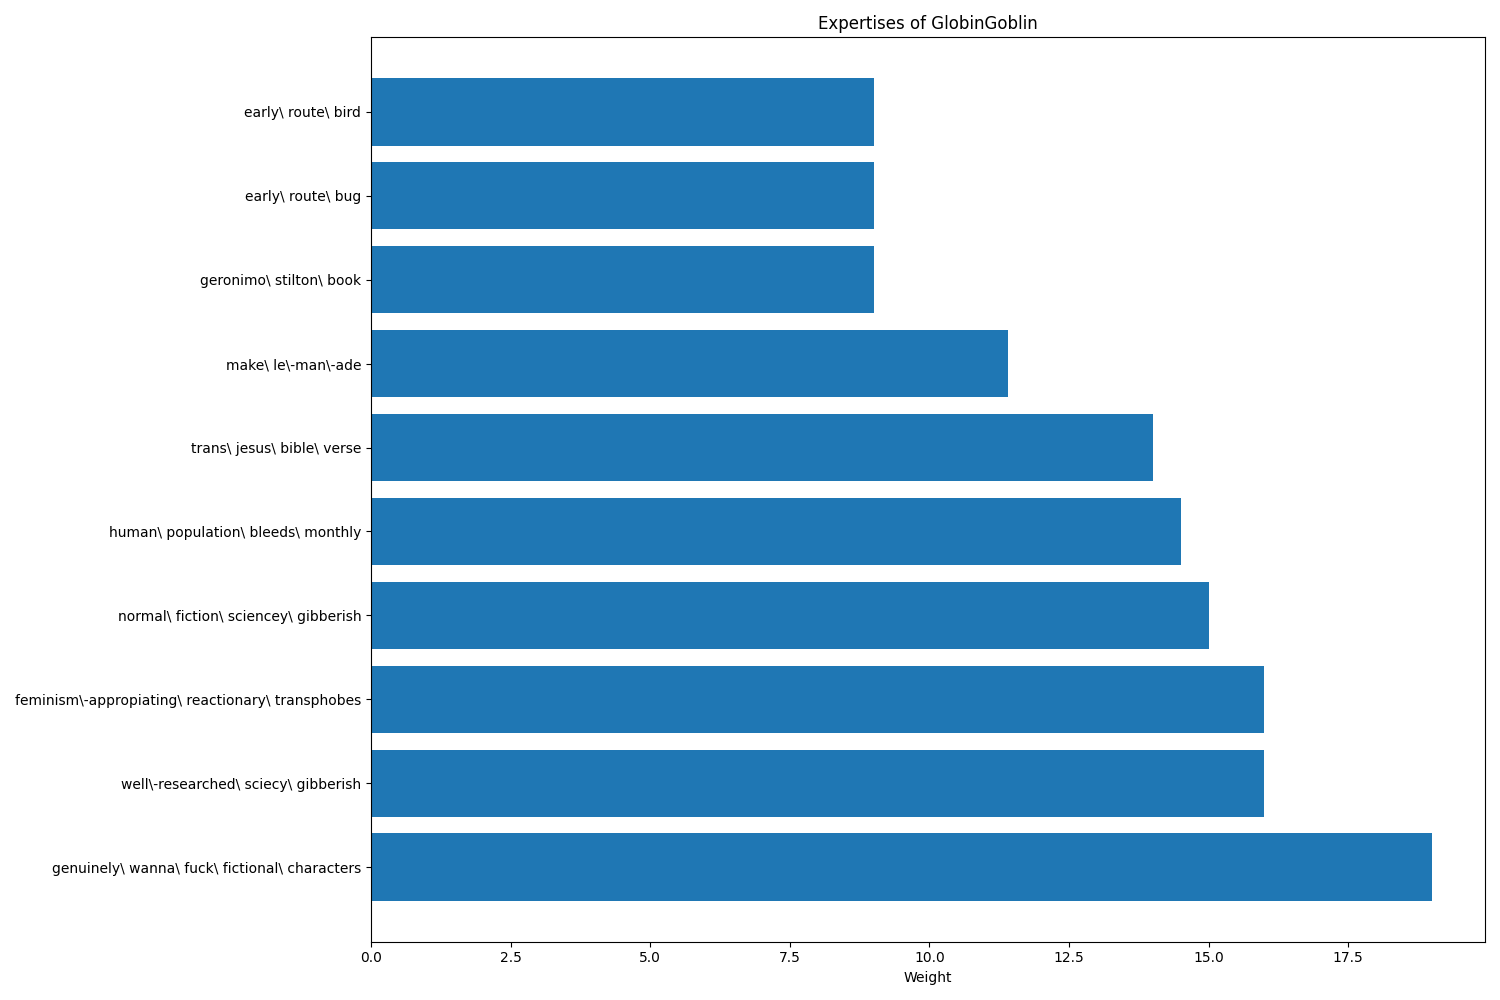 Expertises of GlobinGoblin
early\ route\ bird
early\ route\ bug
geronimo\ stilton\ book
make\ le\-man\-ade
trans\ jesus\ bible\ verse
human\ population\ bleeds\ monthly
normal\ fiction\ sciencey\ gibberish
feminism\-appropiating\ reactionary\ transphobes
well\-researched\ sciecy\ gibberish
genuinely\ wanna\ fuck\ fictional\ characters
0.0 2.5 5.0 7.5 10.0 12.5 15.0 17.5
Weight